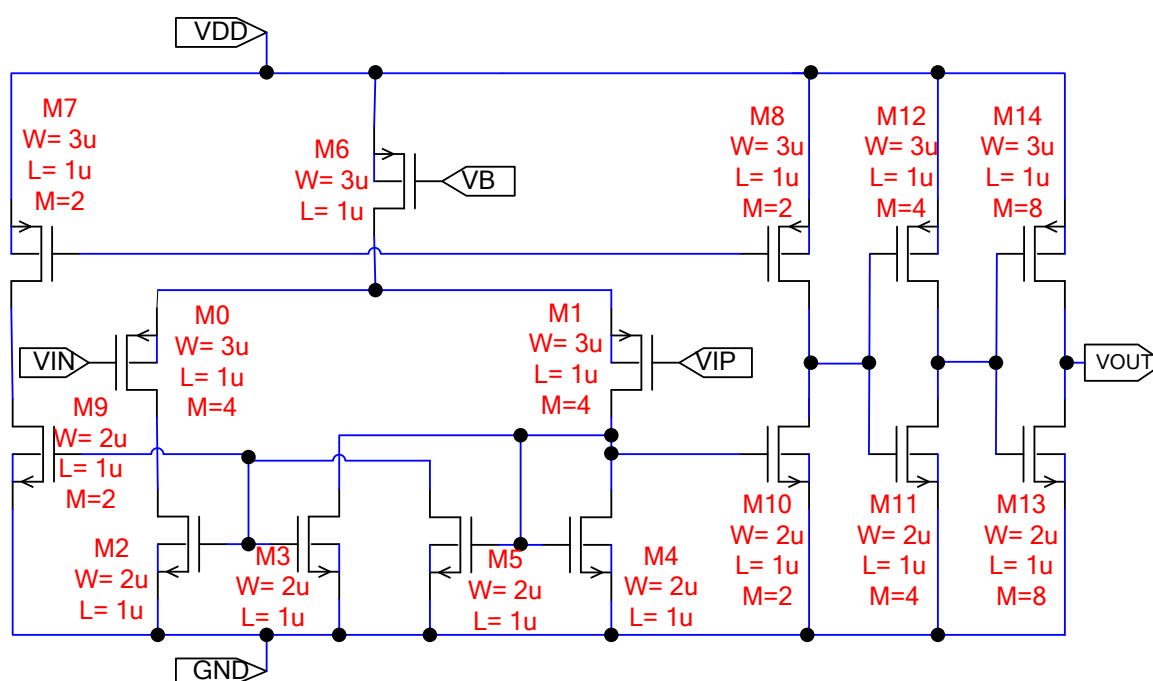 VDD
M7
W= 3u
L= 1u
M=2
M6
W= 3u
L= 1u
VB
M8
W= 3u
L= 1u
M=2
M12
W= 3u
L= 1u
M=4
M14
W= 3u
L= 1u
M=8
VIN
M0
W= 3u
L= 1u
M=4
M1
W= 3u
L= 1u
M=4
VIP
VOUT
M9
W= 2u
L= 1u
M=2
M2
W= 2u
L= 1u
M3
W= 2u
L= 1u
M5
W= 2u
L= 1u
M4
W= 2u
L= 1u
M10
W= 2u
L= 1u
M=2
M11
W= 2u
L= 1u
M=4
M13
W= 2u
L= 1u
M=8
GND